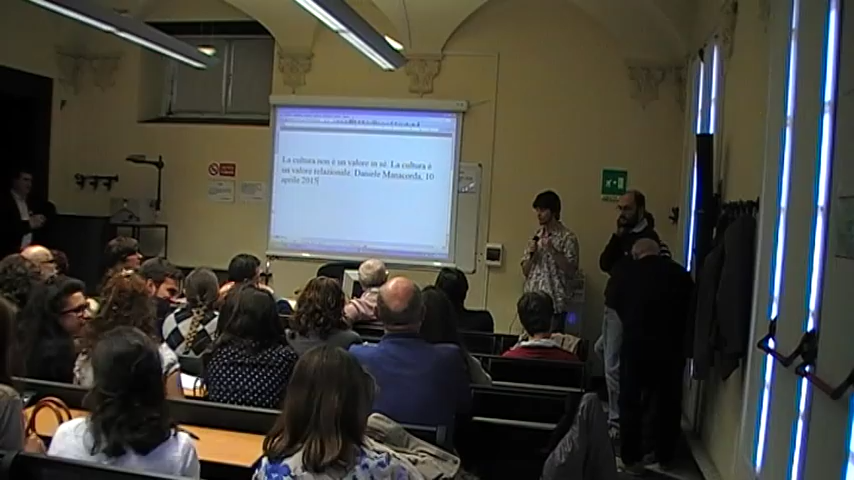 La cultura non è un valore in sé. La cultura è
un valore relazionale. Daniele Manacorda, 10
aprile 2015